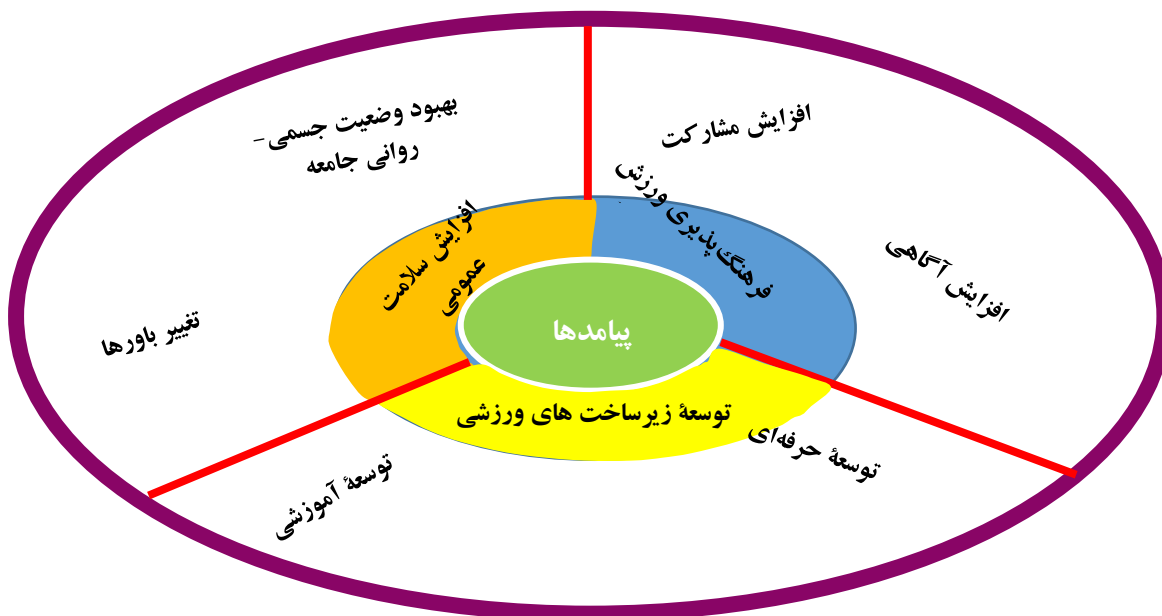 بهبود وضعیت جسمی-
روانی جامعه
افزایش مشارکت
افزایش سلامت
عمومی
فرهنگ پذیری ورزش
افزایش آگاهی
تغییر باورها
پیامدها
توسعهٔ زیرساخت های ورزشی
توسعهٔ حرفه‌ای
توسعهٔ آموزشی